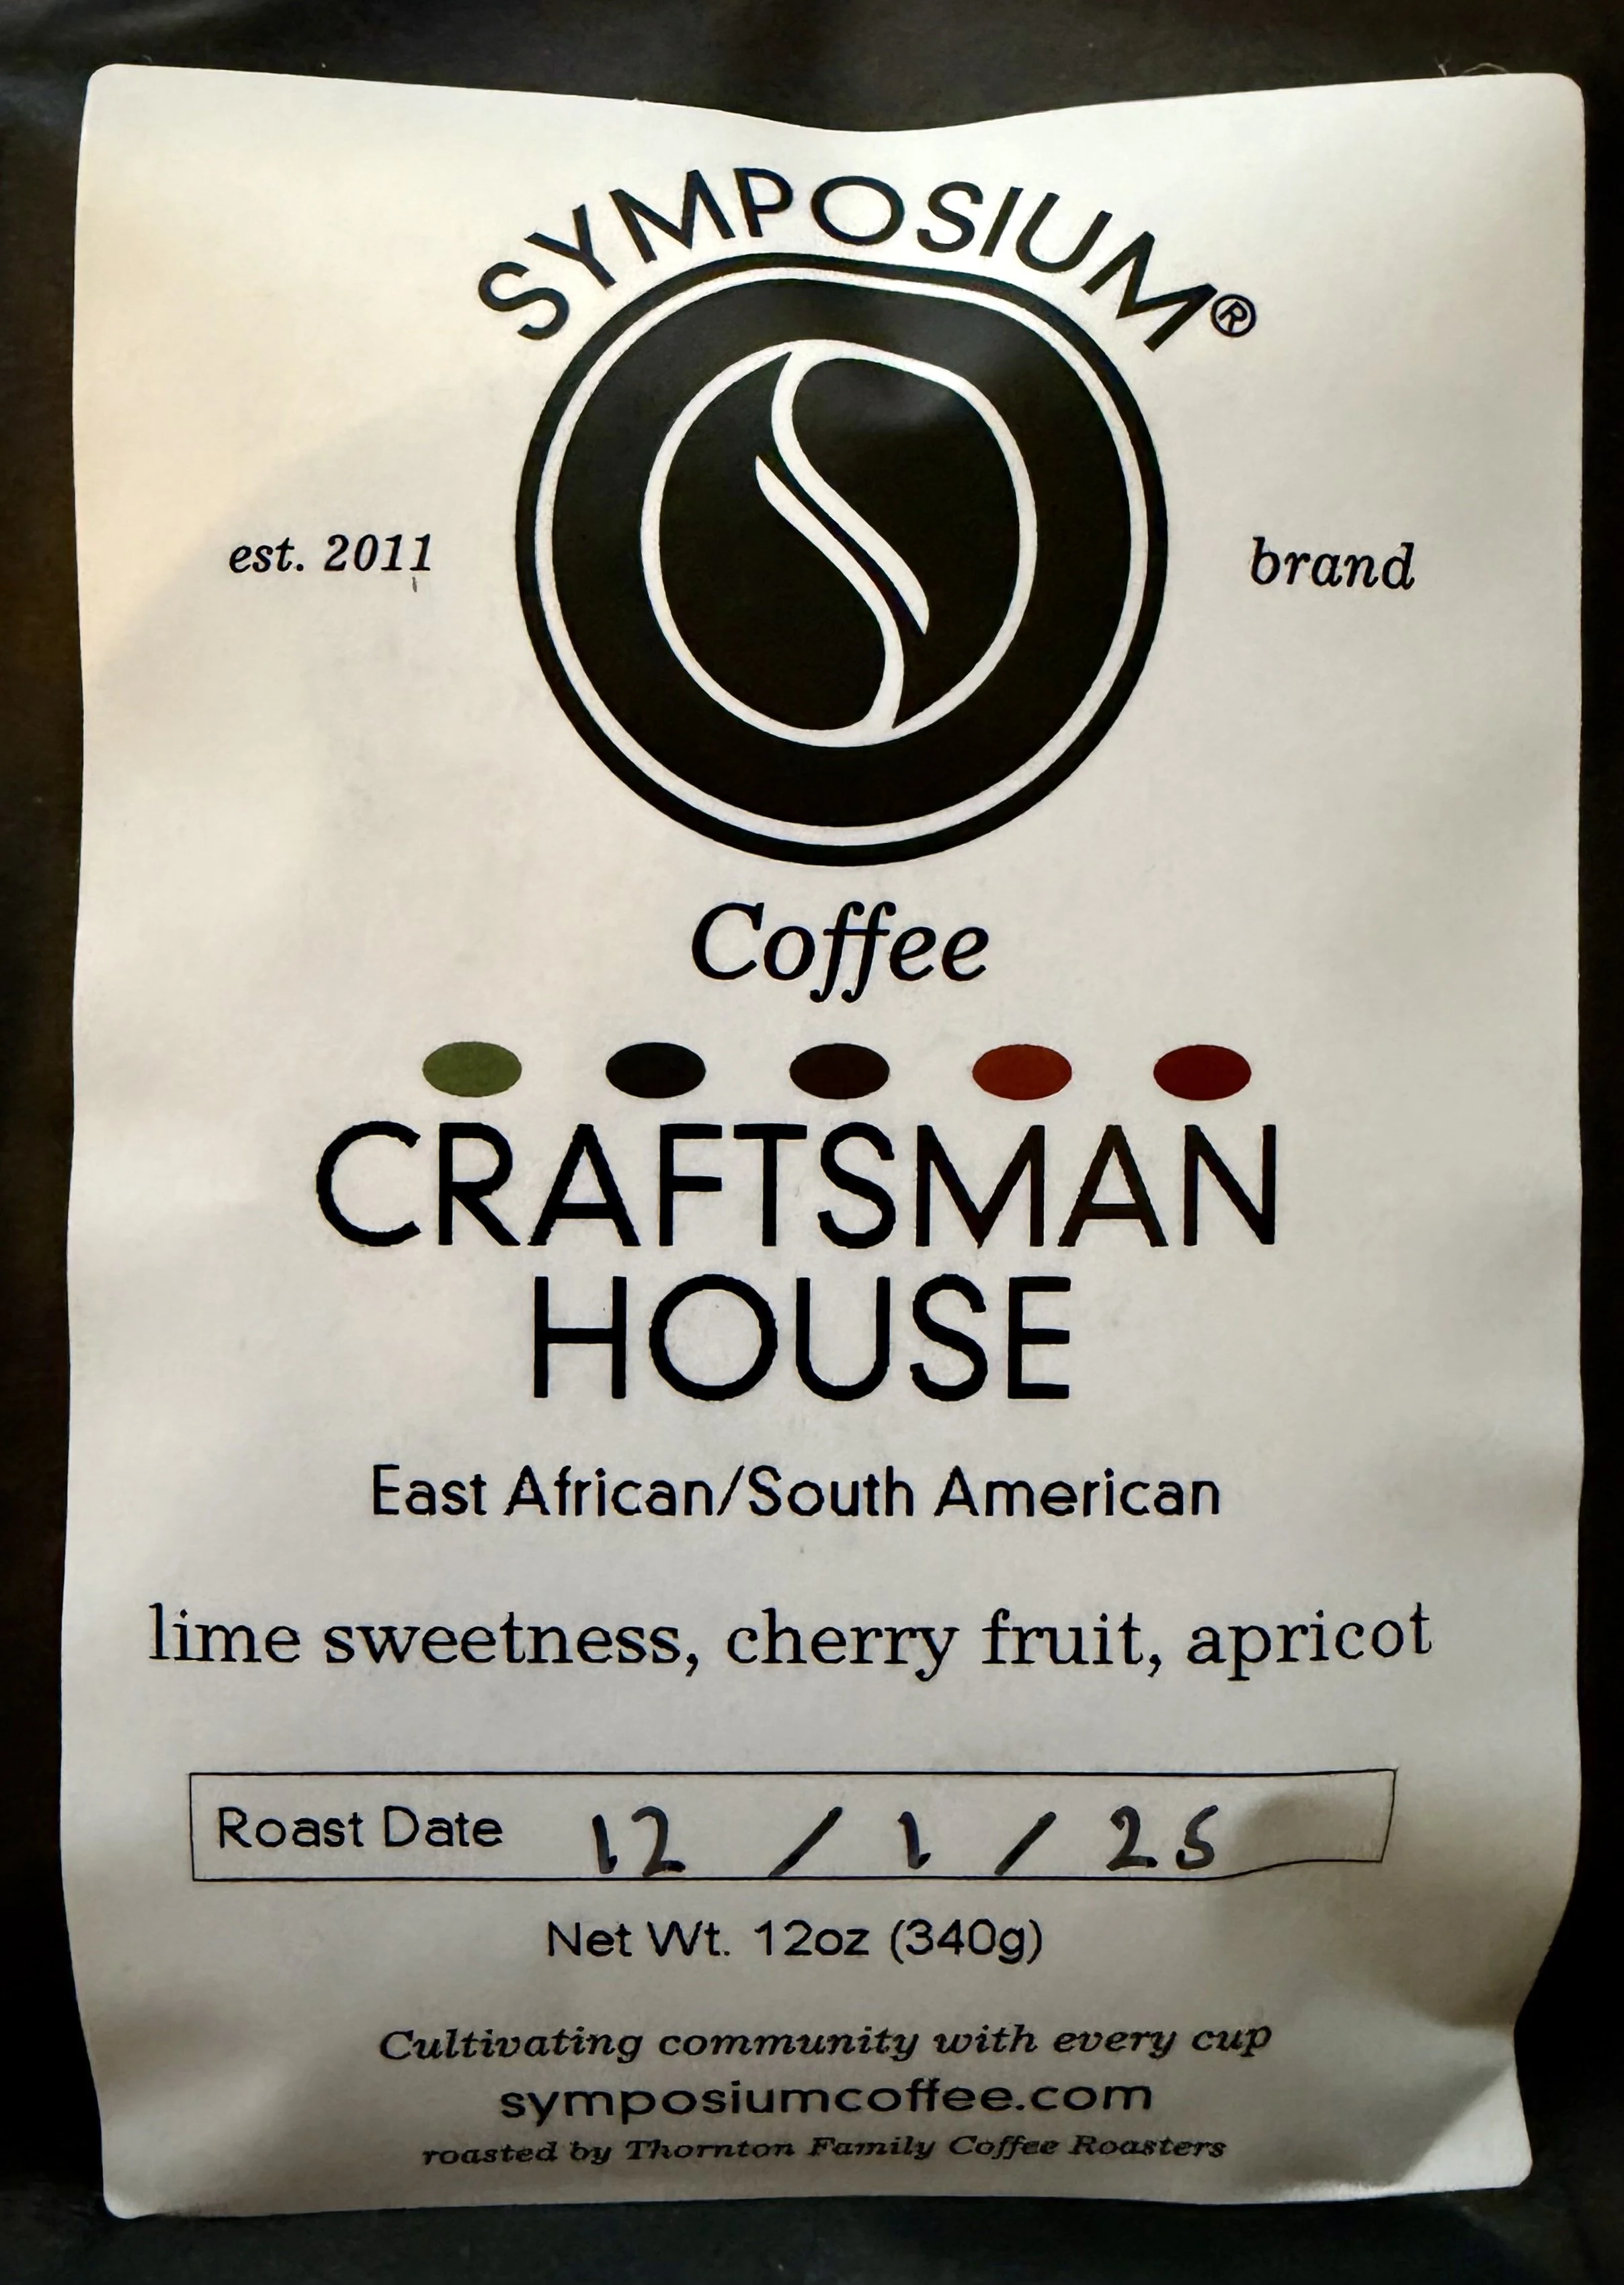 SYMPOSIUM®
est. 2011 brand
Coffee
CRAFTSMAN
HOUSE
East African/South American
lime sweetness, cherry fruit, apricot
Roast Date 12 / 1 / 25
Net Wt. 12oz (340g)
Cultivating community with every cup
symposiumcoffee.com
roasted by Thornton Family Coffee Roasters